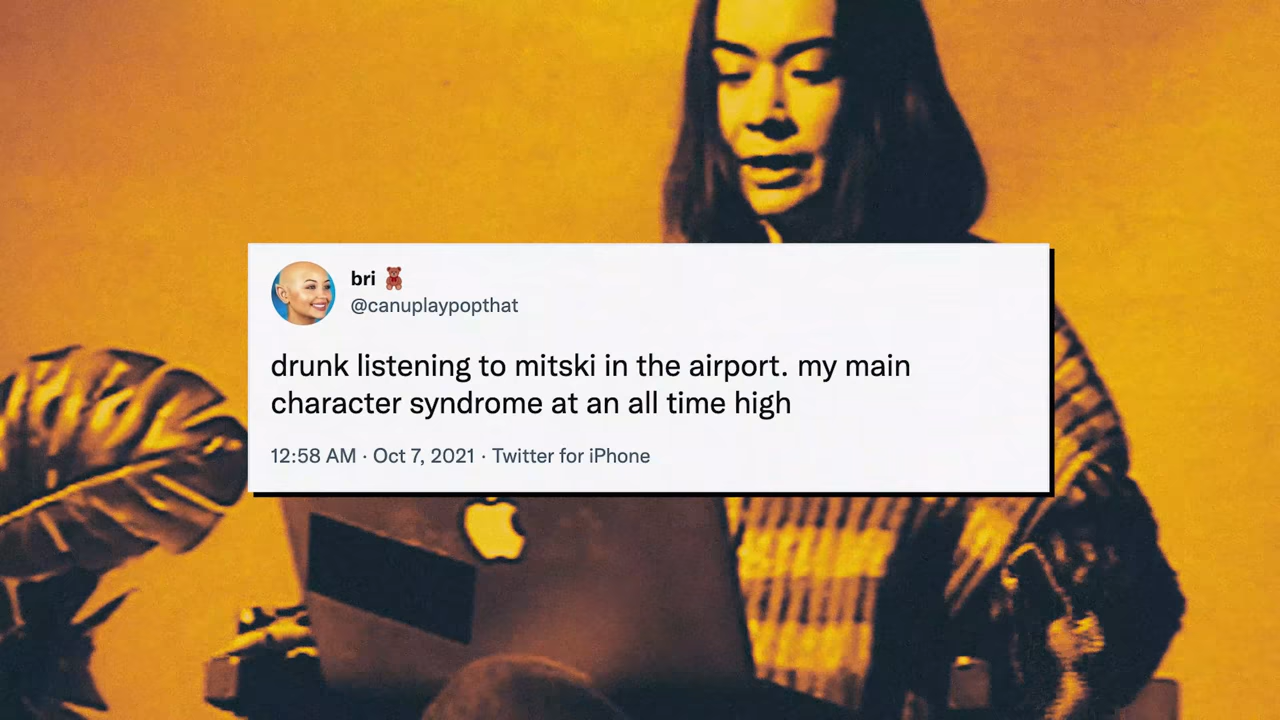 bri 🧸
@canuplaypopthat
drunk listening to mitski in the airport. my main
character syndrome at an all time high
12:58 AM · Oct 7, 2021 · Twitter for iPhone